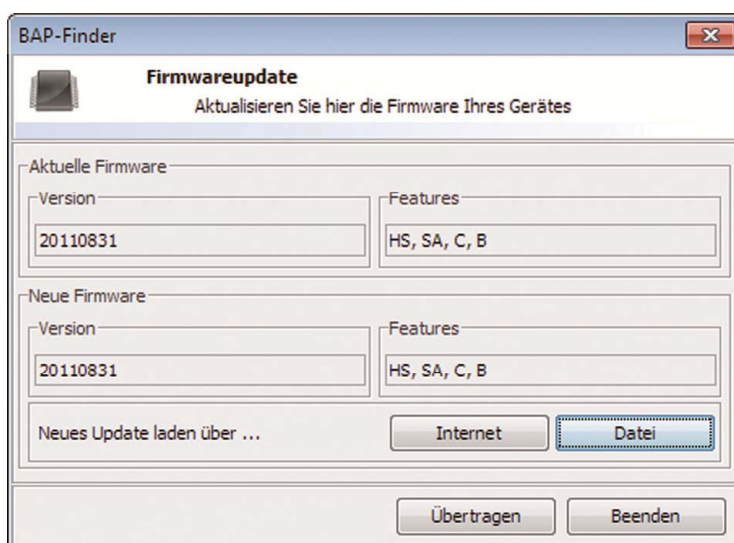 BAP-Finder
Firmwareupdate
Aktualisieren Sie hier die Firmware Ihres Gerätes
Aktuelle Firmware
Version
Features
20110831
HS, SA, C, B
Neue Firmware
Version
Features
20110831
HS, SA, C, B
Neues Update laden über ...
Internet
Datei
Übertragen
Beenden